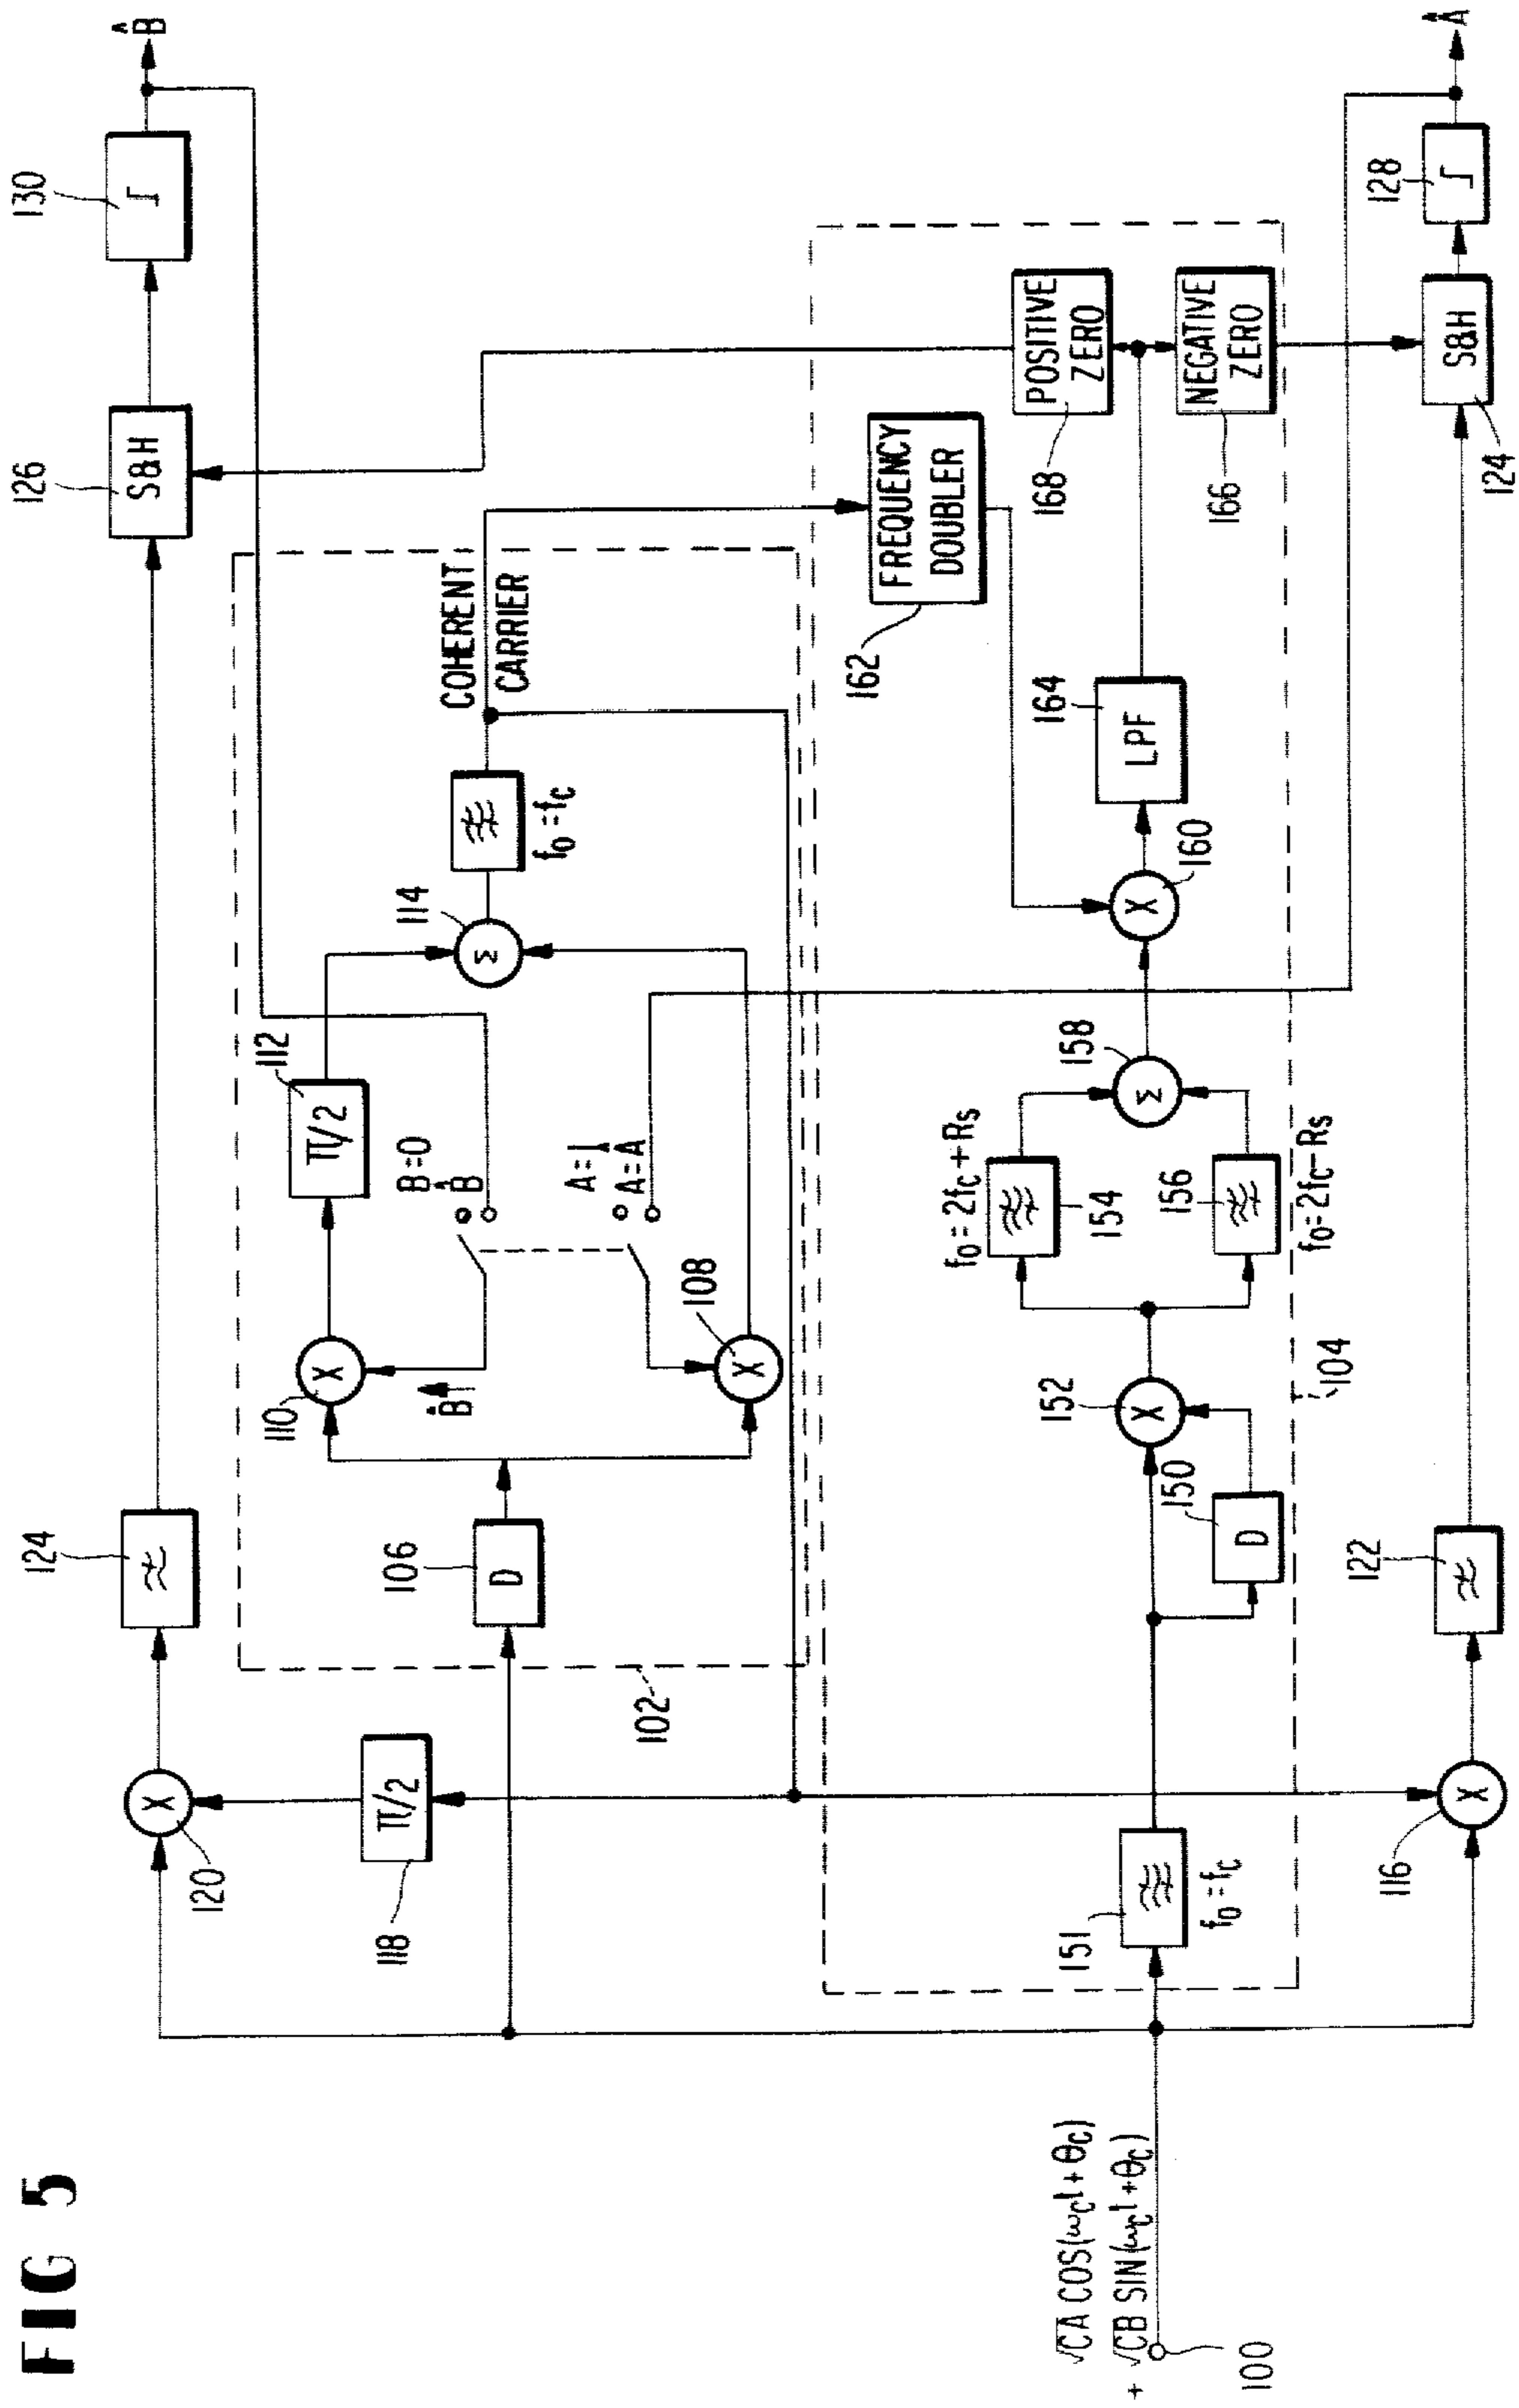 FIG 5
130
B̂
126
S&H
124
120
X
118
π/2
102
106
D
110
X
B̂
112
π/2
B=0
B̂
A=1
A=Â
108
X
114
Σ
f₀=fc
COHERENT
CARRIER
162
FREQUENCY
DOUBLER
168
POSITIVE
ZERO
166
NEGATIVE
ZERO
164
LPF
160
X
158
Σ
f₀=2fc+Rs
154
156
f₀=2fc-Rs
152
X
150
D
104
151
f₀=fc
√CA COS(ωct+θc)
+ √CB SIN(ωct+θc)
100
116
X
122
S&H
124
128
Â